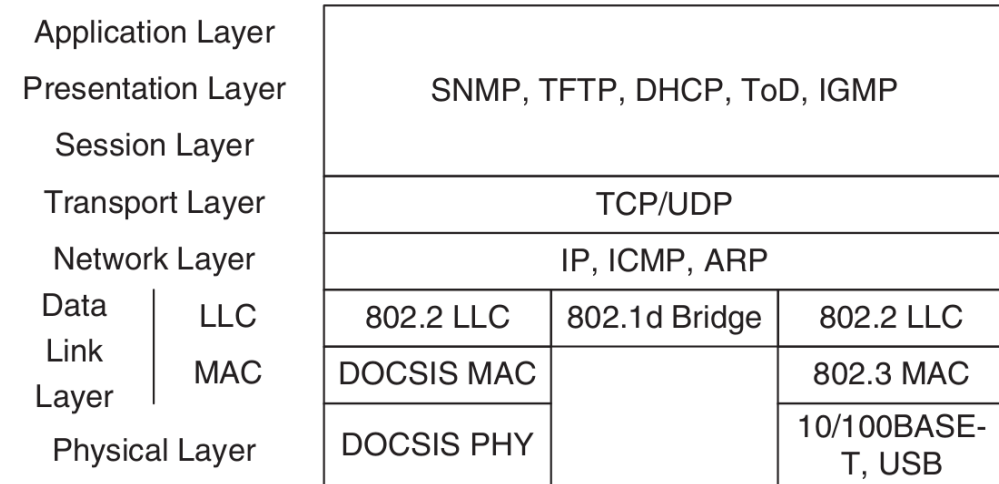 Application Layer
Presentation Layer
SNMP, TFTP, DHCP, ToD, IGMP
Session Layer
Transport Layer
TCP/UDP
Network Layer
IP, ICMP, ARP
Data
Link
Layer
LLC
802.2 LLC
802.1d Bridge
802.2 LLC
MAC
DOCSIS MAC
802.3 MAC
Physical Layer
DOCSIS PHY
10/100BASE-
T, USB